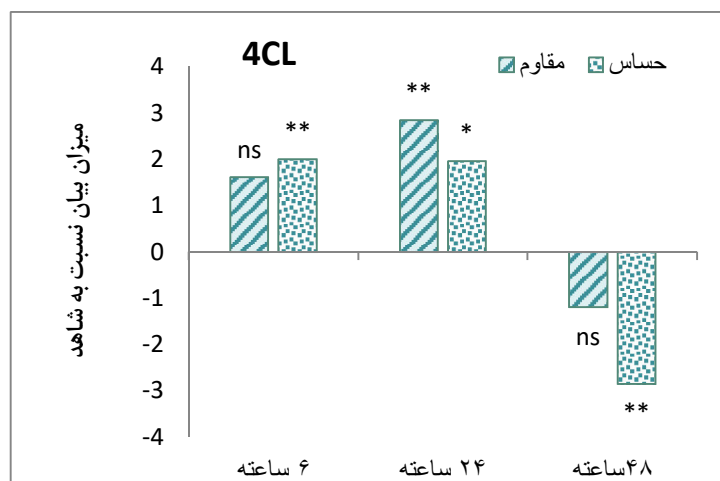 4CL
مقاوم
حساس
میزان بیان نسبت به شاهد
4
3
2
1
0
-1
-2
-3
-4
ns
**
**
*
ns
**
۶ ساعته
۲۴ ساعته
۴۸ساعته